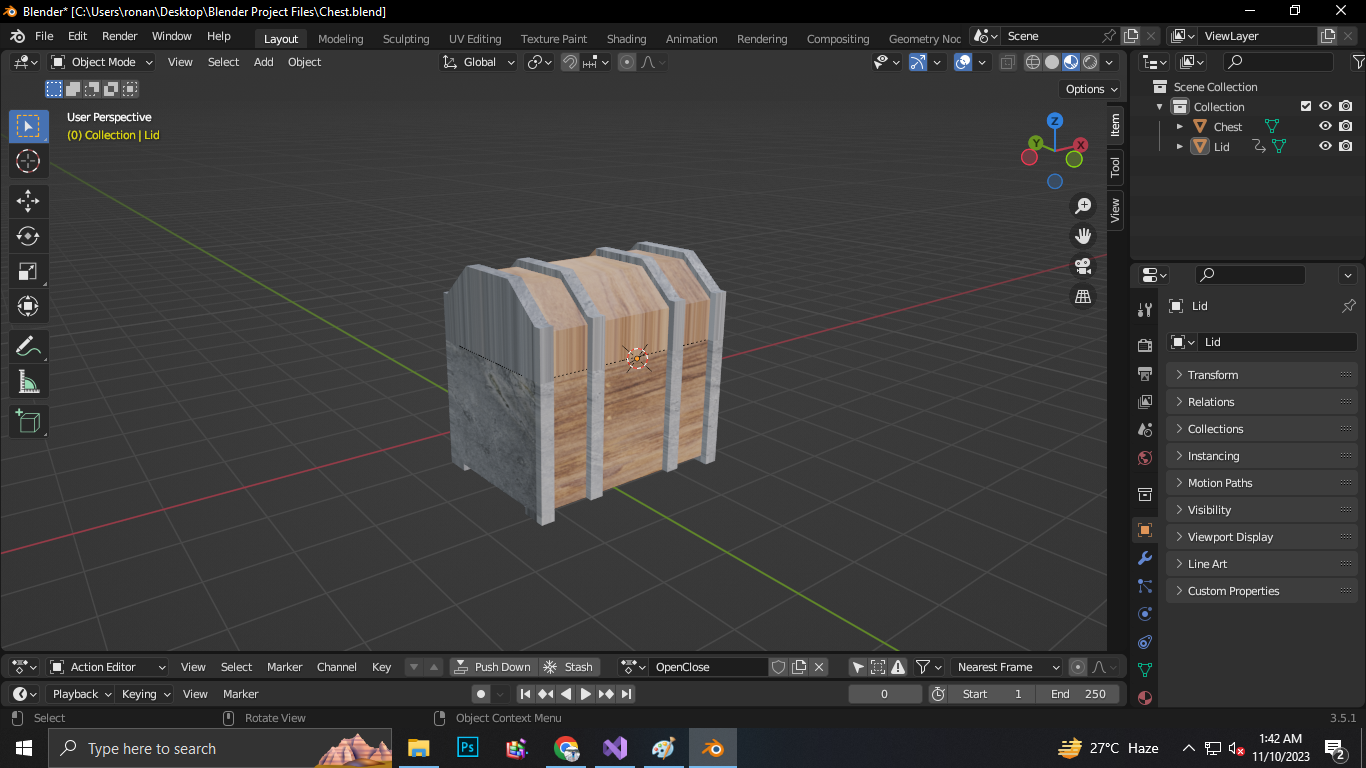 Blender* [C:\Users\ronan\Desktop\Blender Project Files\Chest.blend]
File Edit Render Window Help Layout Modeling Sculpting UV Editing Texture Paint Shading Animation Rendering Compositing Geometry Noc Scene ViewLayer
Object Mode View Select Add Object Global
Options
User Perspective
(0) Collection | Lid
Z
Y
X
Item
Tool
View
Scene Collection
Collection
Chest
Lid
Lid
Lid
Transform
Relations
Collections
Instancing
Motion Paths
Visibility
Viewport Display
Line Art
Custom Properties
Action Editor View Select Marker Channel Key Push Down Stash OpenClose Nearest Frame
Playback Keying View Marker 0 Start 1 End 250
Select Rotate View Object Context Menu 3.5.1
Type here to search Ps 27°C Haze 1:42 AM
11/10/2023 2